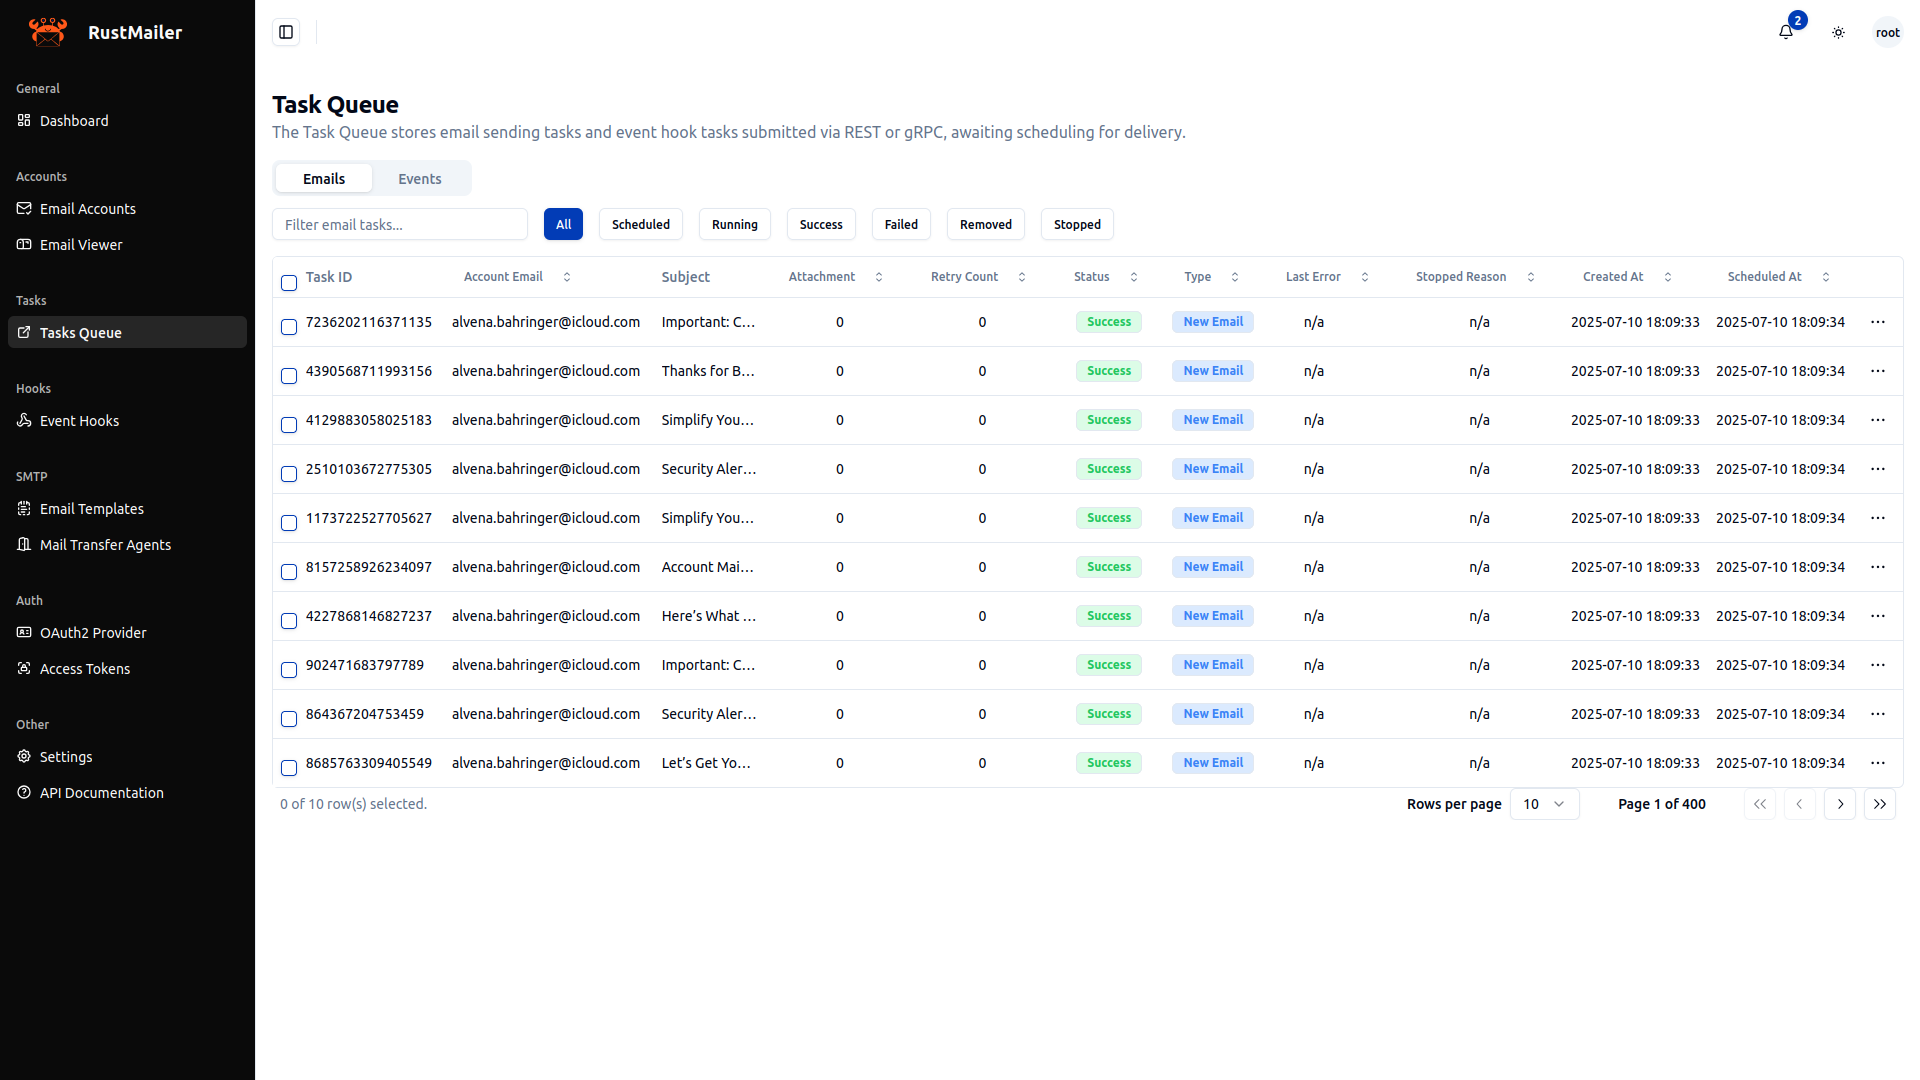 RustMailer
General
Dashboard
Accounts
Email Accounts
Email Viewer
Tasks
Tasks Queue
Hooks
Event Hooks
SMTP
Email Templates
Mail Transfer Agents
Auth
OAuth2 Provider
Access Tokens
Other
Settings
API Documentation
2
root
Task Queue
The Task Queue stores email sending tasks and event hook tasks submitted via REST or gRPC, awaiting scheduling for delivery.
Emails Events
Filter email tasks... All Scheduled Running Success Failed Removed Stopped
Task ID Account Email Subject Attachment Retry Count Status Type Last Error Stopped Reason Created At Scheduled At
7236202116371135 alvena.bahringer@icloud.com Important: C... 0 0 Success New Email n/a n/a 2025-07-10 18:09:33 2025-07-10 18:09:34 ...
4390568711993156 alvena.bahringer@icloud.com Thanks for B... 0 0 Success New Email n/a n/a 2025-07-10 18:09:33 2025-07-10 18:09:34 ...
4129883058025183 alvena.bahringer@icloud.com Simplify You... 0 0 Success New Email n/a n/a 2025-07-10 18:09:33 2025-07-10 18:09:34 ...
2510103672775305 alvena.bahringer@icloud.com Security Aler... 0 0 Success New Email n/a n/a 2025-07-10 18:09:33 2025-07-10 18:09:34 ...
1173722527705627 alvena.bahringer@icloud.com Simplify You... 0 0 Success New Email n/a n/a 2025-07-10 18:09:33 2025-07-10 18:09:34 ...
8157258926234097 alvena.bahringer@icloud.com Account Mai... 0 0 Success New Email n/a n/a 2025-07-10 18:09:33 2025-07-10 18:09:34 ...
4227868146827237 alvena.bahringer@icloud.com Here’s What ... 0 0 Success New Email n/a n/a 2025-07-10 18:09:33 2025-07-10 18:09:34 ...
902471683797789 alvena.bahringer@icloud.com Important: C... 0 0 Success New Email n/a n/a 2025-07-10 18:09:33 2025-07-10 18:09:34 ...
864367204753459 alvena.bahringer@icloud.com Security Aler... 0 0 Success New Email n/a n/a 2025-07-10 18:09:33 2025-07-10 18:09:34 ...
8685763309405549 alvena.bahringer@icloud.com Let’s Get Yo... 0 0 Success New Email n/a n/a 2025-07-10 18:09:33 2025-07-10 18:09:34 ...
0 of 10 row(s) selected. Rows per page 10 Page 1 of 400